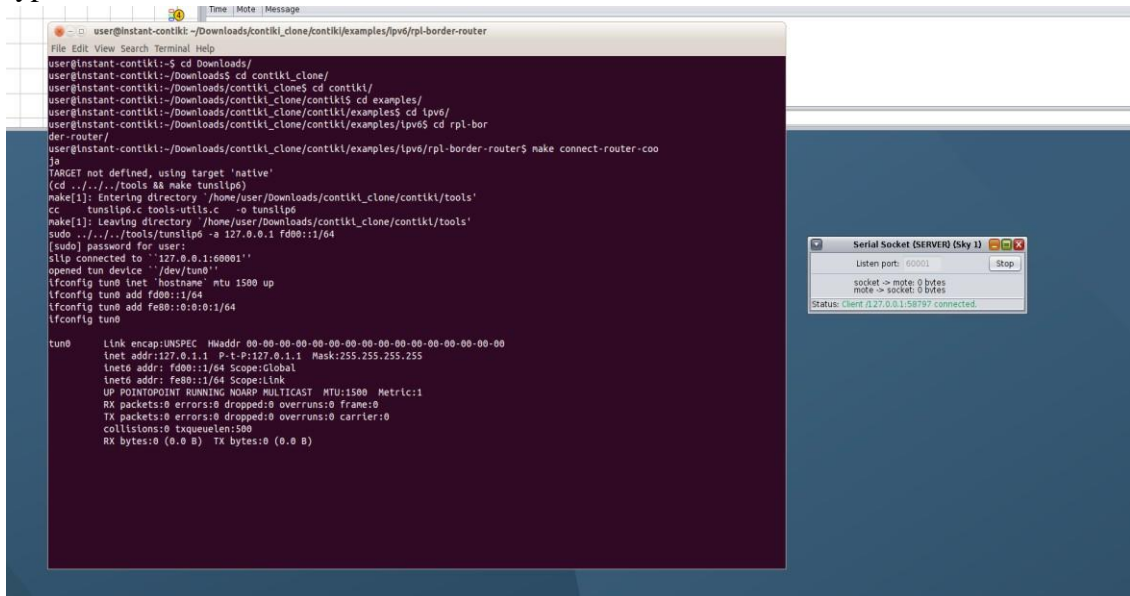 Time Mote Message
4
user@instant-contiki: ~/Downloads/contiki_clone/contiki/examples/ipv6/rpl-border-router
File Edit View Search Terminal Help
user@instant-contiki:~$ cd Downloads/
user@instant-contiki:~/Downloads$ cd contiki_clone/
user@instant-contiki:~/Downloads/contiki_clone$ cd contiki/
user@instant-contiki:~/Downloads/contiki_clone/contiki$ cd examples/
user@instant-contiki:~/Downloads/contiki_clone/contiki/examples$ cd ipv6/
user@instant-contiki:~/Downloads/contiki_clone/contiki/examples/ipv6$ cd rpl-bor
der-router/
user@instant-contiki:~/Downloads/contiki_clone/contiki/examples/ipv6/rpl-border-router$ make connect-router-coo
ja
TARGET not defined, using target 'native'
(cd ../../../tools && make tunslip6)
make[1]: Entering directory `/home/user/Downloads/contiki_clone/contiki/tools'
cc     tunslip6.c tools-utils.c   -o tunslip6
make[1]: Leaving directory `/home/user/Downloads/contiki_clone/contiki/tools'
sudo ../../../tools/tunslip6 -a 127.0.0.1 fd00::1/64
[sudo] password for user:
slip connected to ``127.0.0.1:60001''
opened tun device ``/dev/tun0''
ifconfig tun0 inet `hostname` mtu 1500 up
ifconfig tun0 add fd00::1/64
ifconfig tun0 add fe80::0:0:0:1/64
ifconfig tun0
tun0      Link encap:UNSPEC  HWaddr 00-00-00-00-00-00-00-00-00-00-00-00-00-00-00-00
inet addr:127.0.1.1  P-t-P:127.0.1.1  Mask:255.255.255.255
inet6 addr: fd00::1/64 Scope:Global
inet6 addr: fe80::1/64 Scope:Link
UP POINTOPOINT RUNNING NOARP MULTICAST  MTU:1500  Metric:1
RX packets:0 errors:0 dropped:0 overruns:0 frame:0
TX packets:0 errors:0 dropped:0 overruns:0 carrier:0
collisions:0 txqueuelen:500
RX bytes:0 (0.0 B)  TX bytes:0 (0.0 B)
Serial Socket (SERVER) (Sky 1)
Listen port: 60001 Stop
socket -> mote: 0 bytes
mote -> socket: 0 bytes
Status: Client /127.0.0.1:58797 connected.